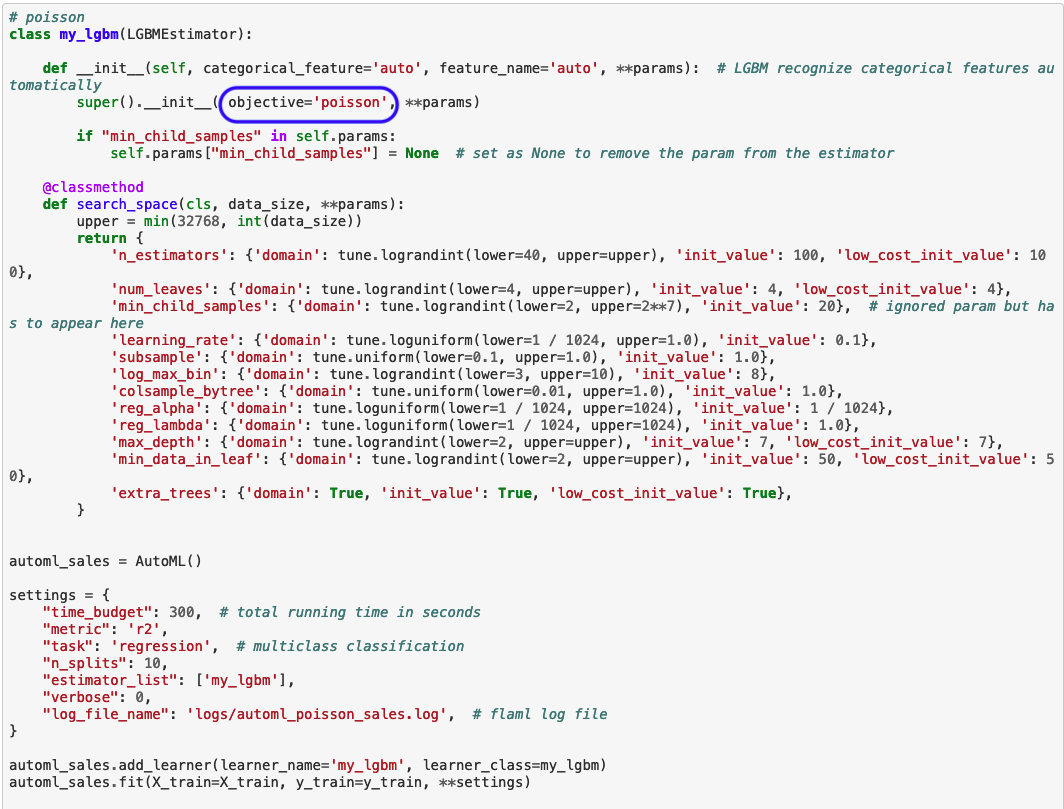 # poisson
class my_lgbm(LGBMEstimator):
    def __init__(self, categorical_feature='auto', feature_name='auto', **params):  # LGBM recognize categorical features au
tomatically
        super().__init__( objective='poisson', **params)
        if "min_child_samples" in self.params:
            self.params["min_child_samples"] = None  # set as None to remove the param from the estimator
    @classmethod
    def search_space(cls, data_size, **params):
        upper = min(32768, int(data_size))
        return {
            'n_estimators': {'domain': tune.lograndint(lower=40, upper=upper), 'init_value': 100, 'low_cost_init_value': 10
0},
            'num_leaves': {'domain': tune.lograndint(lower=4, upper=upper), 'init_value': 4, 'low_cost_init_value': 4},
            'min_child_samples': {'domain': tune.lograndint(lower=2, upper=2**7), 'init_value': 20},  # ignored param but ha
s to appear here
            'learning_rate': {'domain': tune.loguniform(lower=1 / 1024, upper=1.0), 'init_value': 0.1},
            'subsample': {'domain': tune.uniform(lower=0.1, upper=1.0), 'init_value': 1.0},
            'log_max_bin': {'domain': tune.lograndint(lower=3, upper=10), 'init_value': 8},
            'colsample_bytree': {'domain': tune.uniform(lower=0.01, upper=1.0), 'init_value': 1.0},
            'reg_alpha': {'domain': tune.loguniform(lower=1 / 1024, upper=1024), 'init_value': 1 / 1024},
            'reg_lambda': {'domain': tune.loguniform(lower=1 / 1024, upper=1024), 'init_value': 1.0},
            'max_depth': {'domain': tune.lograndint(lower=2, upper=upper), 'init_value': 7, 'low_cost_init_value': 7},
            'min_data_in_leaf': {'domain': tune.lograndint(lower=2, upper=upper), 'init_value': 50, 'low_cost_init_value': 5
0},
            'extra_trees': {'domain': True, 'init_value': True, 'low_cost_init_value': True},
        }
automl_sales = AutoML()
settings = {
    "time_budget": 300,  # total running time in seconds
    "metric": 'r2',
    "task": 'regression',  # multiclass classification
    "n_splits": 10,
    "estimator_list": ['my_lgbm'],
    "verbose": 0,
    "log_file_name": 'logs/automl_poisson_sales.log',  # flaml log file
}
automl_sales.add_learner(learner_name='my_lgbm', learner_class=my_lgbm)
automl_sales.fit(X_train=X_train, y_train=y_train, **settings)